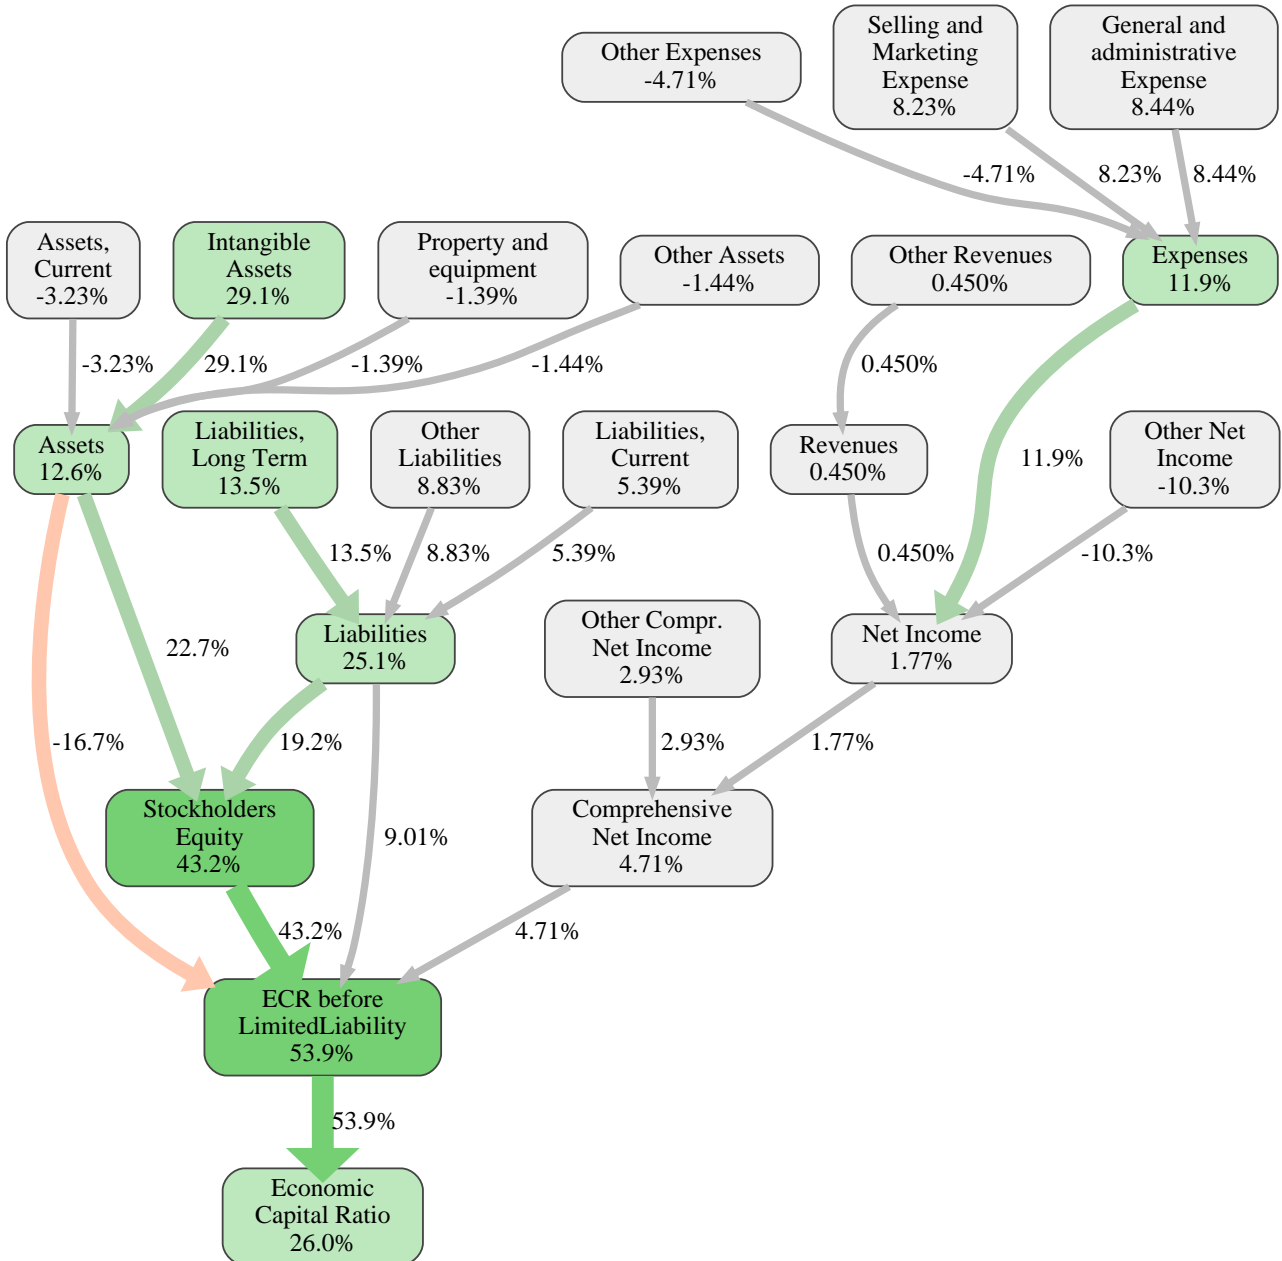 Other Expenses
-4.71%
Selling and
Marketing
Expense
8.23%
General and
administrative
Expense
8.44%
-4.71%
8.23%
8.44%
Assets,
Current
-3.23%
Intangible
Assets
29.1%
Property and
equipment
-1.39%
Other Assets
-1.44%
Other Revenues
0.450%
Expenses
11.9%
-3.23%
29.1%
-1.39%
-1.44%
0.450%
11.9%
Assets
12.6%
Liabilities,
Long Term
13.5%
Other
Liabilities
8.83%
Liabilities,
Current
5.39%
Revenues
0.450%
Other Net
Income
-10.3%
13.5%
8.83%
5.39%
0.450%
-10.3%
22.7%
Liabilities
25.1%
Other Compr.
Net Income
2.93%
Net Income
1.77%
-16.7%
19.2%
2.93%
1.77%
Stockholders
Equity
43.2%
9.01%
Comprehensive
Net Income
4.71%
43.2%
4.71%
ECR before
LimitedLiability
53.9%
53.9%
Economic
Capital Ratio
26.0%